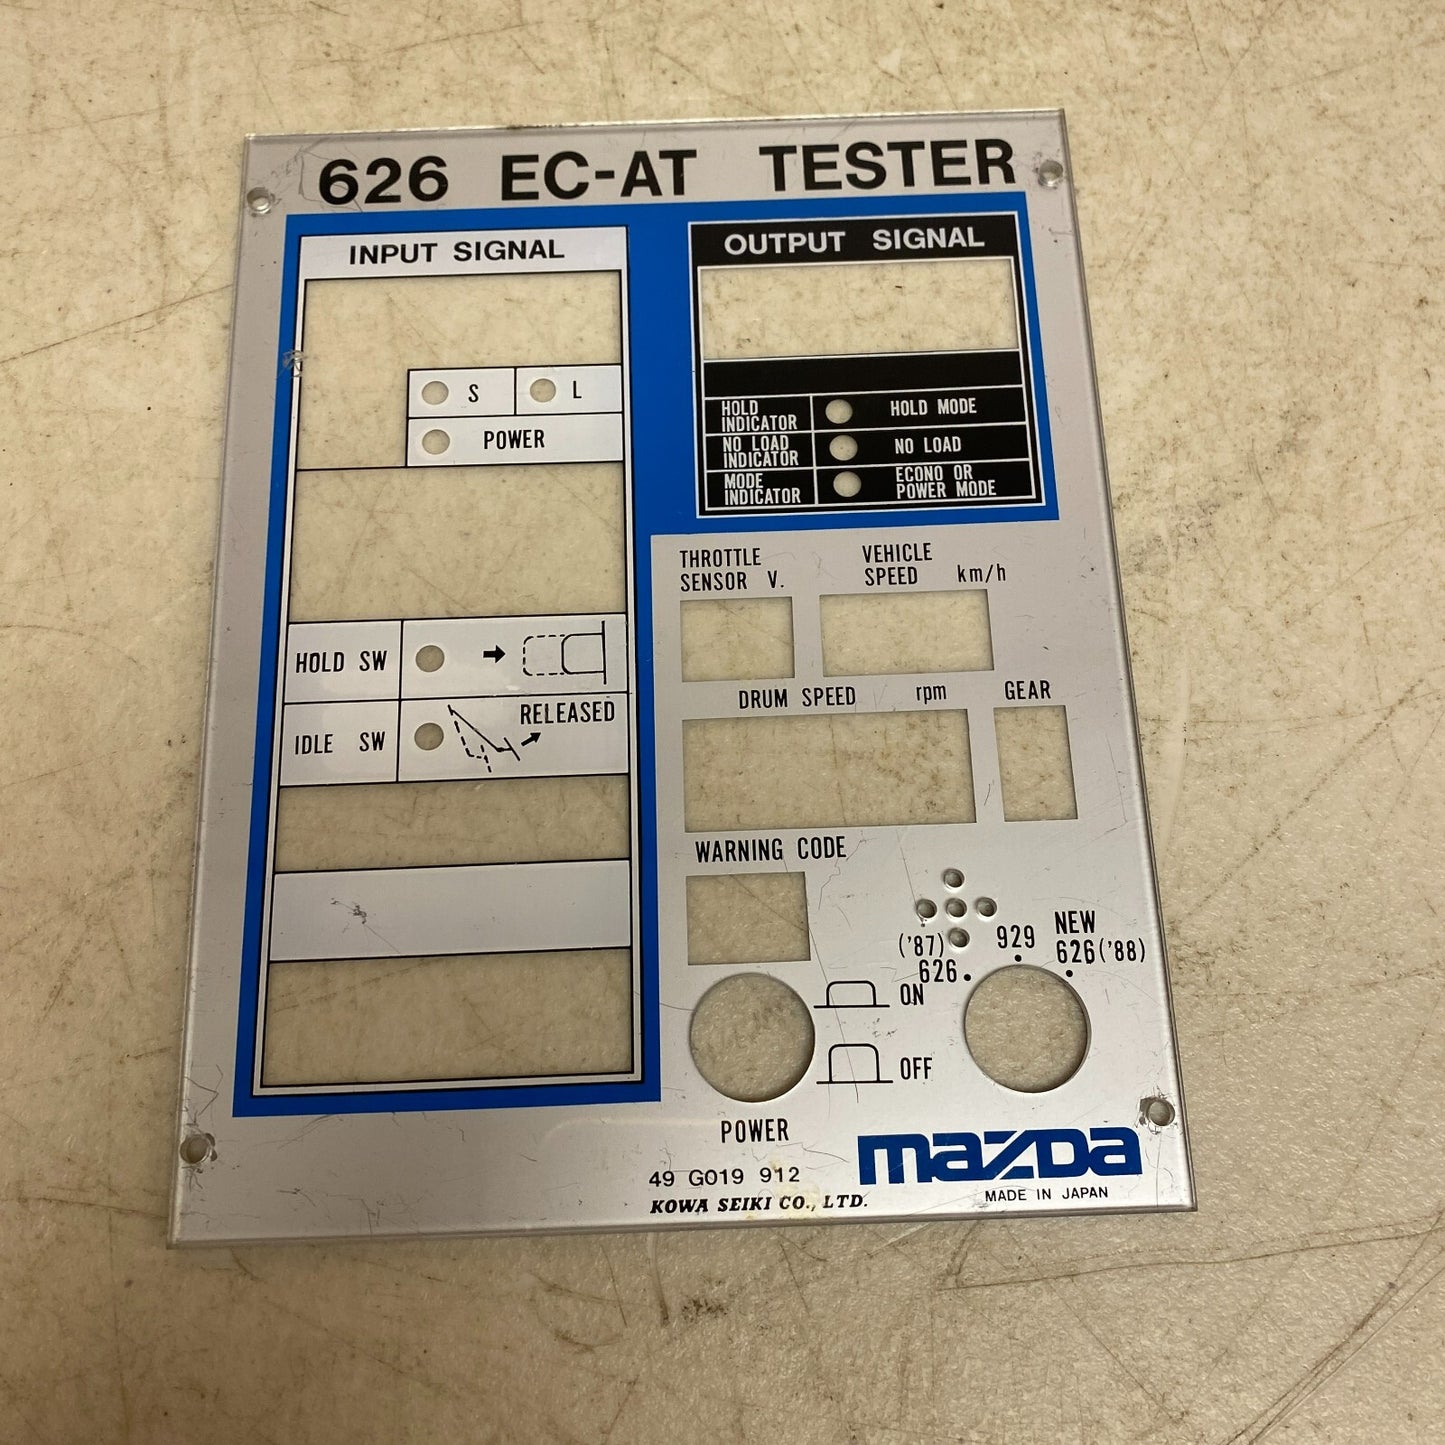 626 EC-AT TESTER
INPUT SIGNAL
S
L
POWER
HOLD SW
IDLE SW
RELEASED
OUTPUT SIGNAL
HOLD
INDICATOR
HOLD MODE
NO LOAD
INDICATOR
NO LOAD
MODE
INDICATOR
ECONO OR
POWER MODE
THROTTLE
SENSOR V.
VEHICLE
SPEED km/h
DRUM SPEED rpm
GEAR
WARNING CODE
('87)
626
929
NEW
626('88)
ON
OFF
POWER
mazDa
MADE IN JAPAN
49 G019 912
KOWA SEIKI CO., LTD.